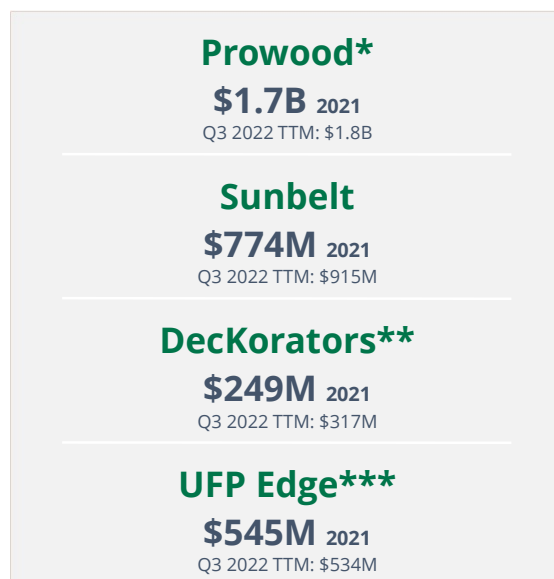 Prowood*
$1.7B 2021
Q3 2022 TTM: $1.8B
Sunbelt
$774M 2021
Q3 2022 TTM: $915M
DecKorators**
$249M 2021
Q3 2022 TTM: $317M
UFP Edge***
$545M 2021
Q3 2022 TTM: $534M